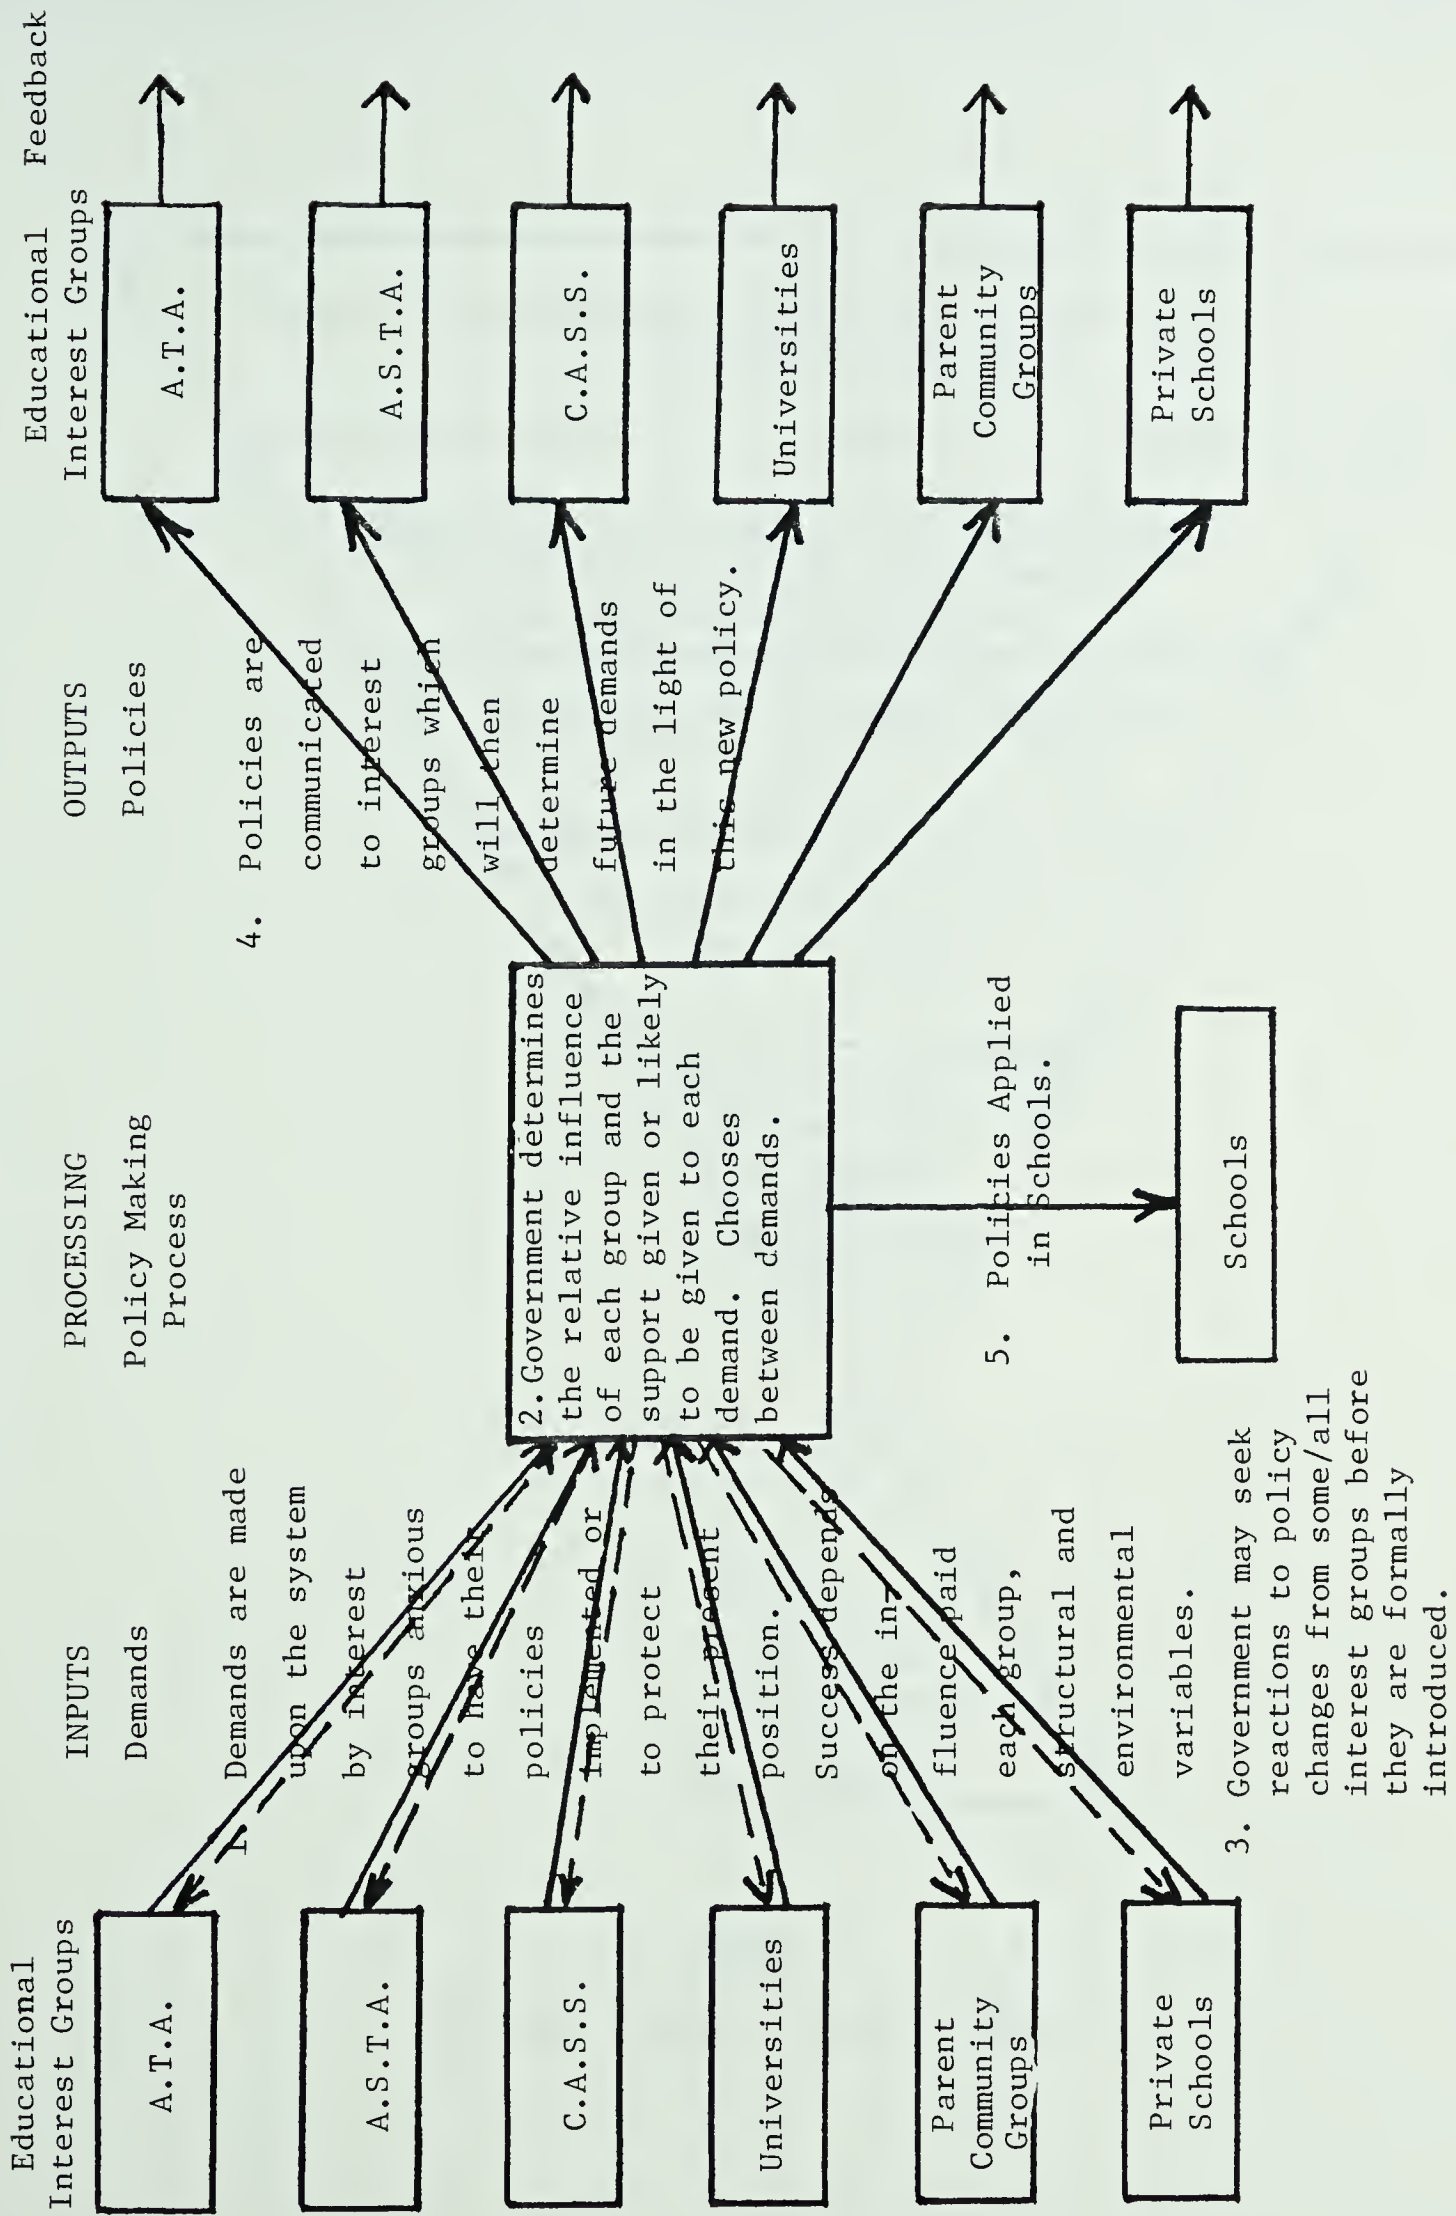 Educational
Interest Groups
INPUTS
Demands
PROCESSING
Policy Making
Process
OUTPUTS
Policies
Educational
Interest Groups
Feedback
A.T.A.
A.S.T.A.
C.A.S.S.
Universities
Parent
Community
Groups
Private
Schools
1. Demands are made
upon the system
by interest
groups anxious
to have their
policies
implemented or
to protect
their present
position.
Success depends
on the in-
fluence paid
each group,
structural and
environmental
variables.
3. Government may seek
reactions to policy
changes from some/all
interest groups before
they are formally
introduced.
2.Government determines
the relative influence
of each group and the
support given or likely
to be given to each
demand. Chooses
between demands.
5. Policies Applied
in Schools.
Schools
4. Policies are
communicated
to interest
groups which
will then
determine
future demands
in the light of
this new policy.
A.T.A.
A.S.T.A.
C.A.S.S.
Universities
Parent
Community
Groups
Private
Schools